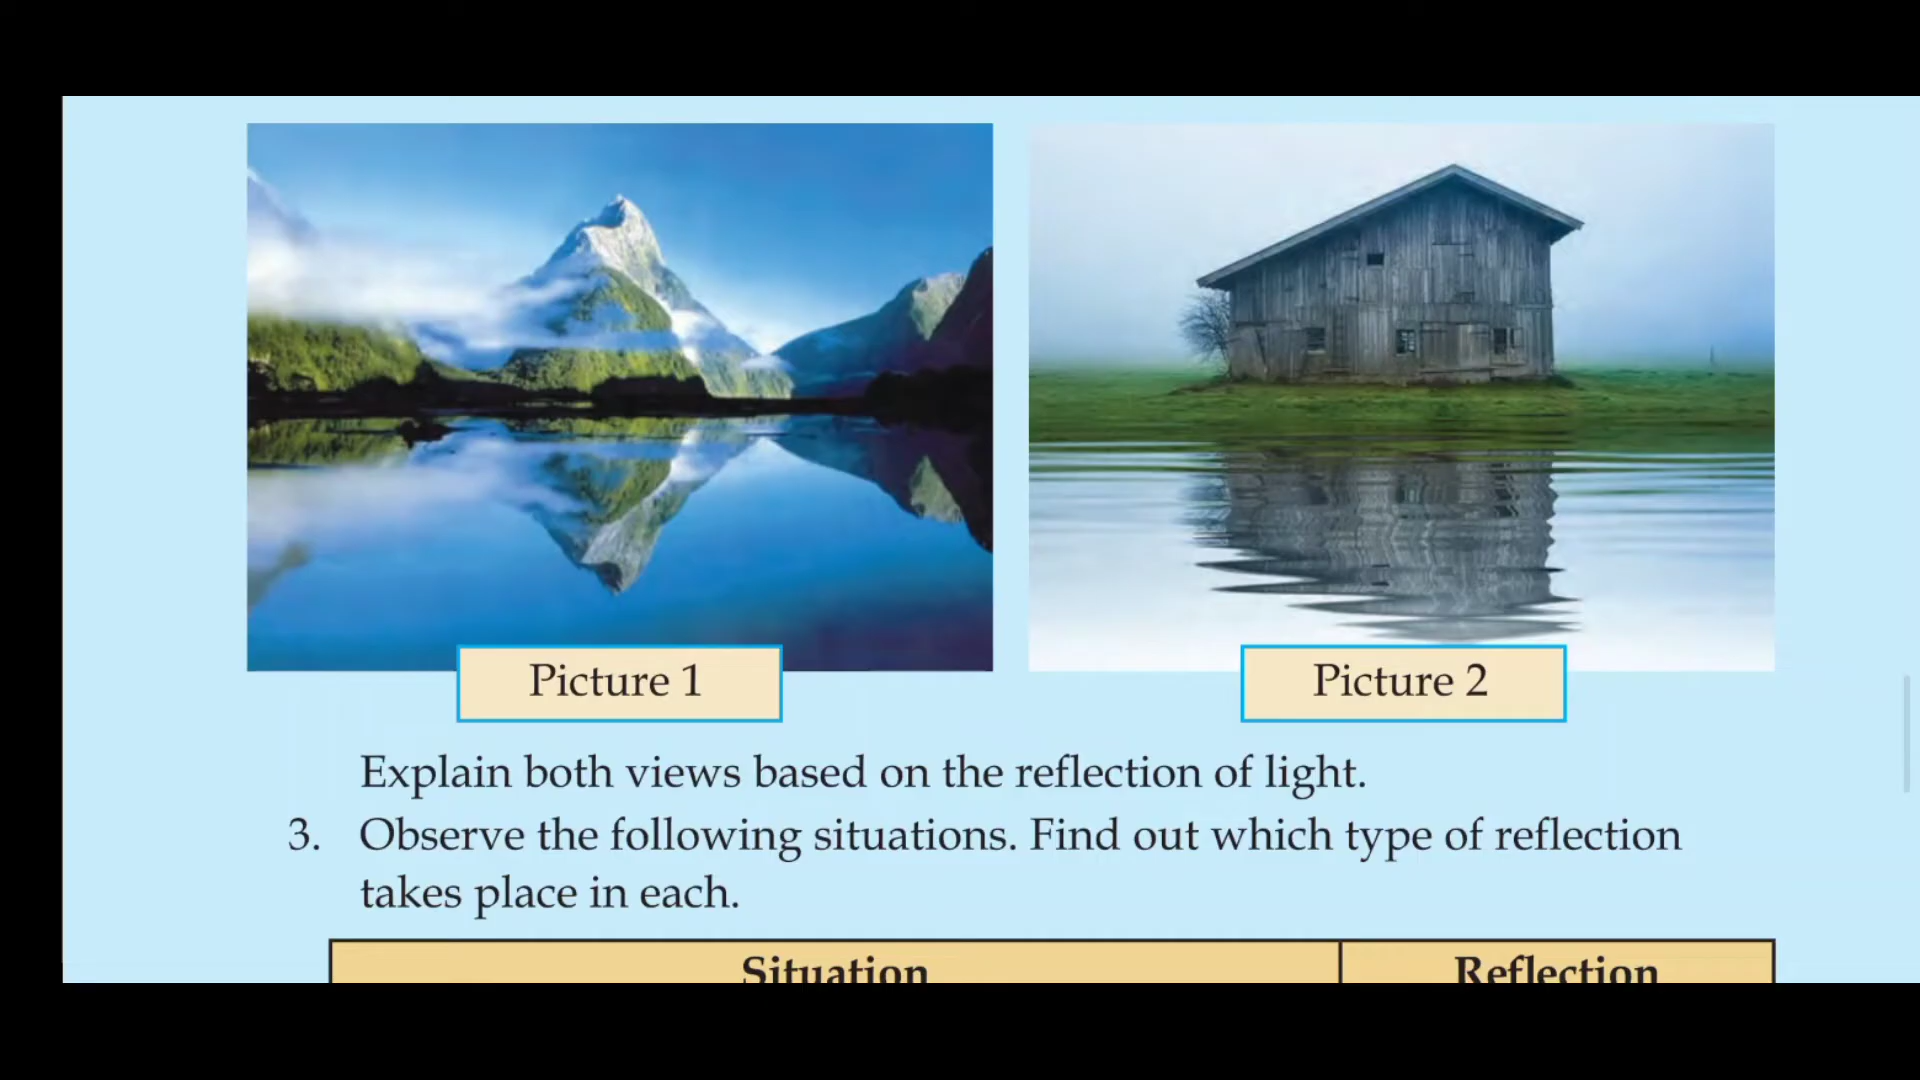 Picture 1
Picture 2
Explain both views based on the reflection of light.
3. Observe the following situations. Find out which type of reflection
takes place in each.
Situation
Reflection